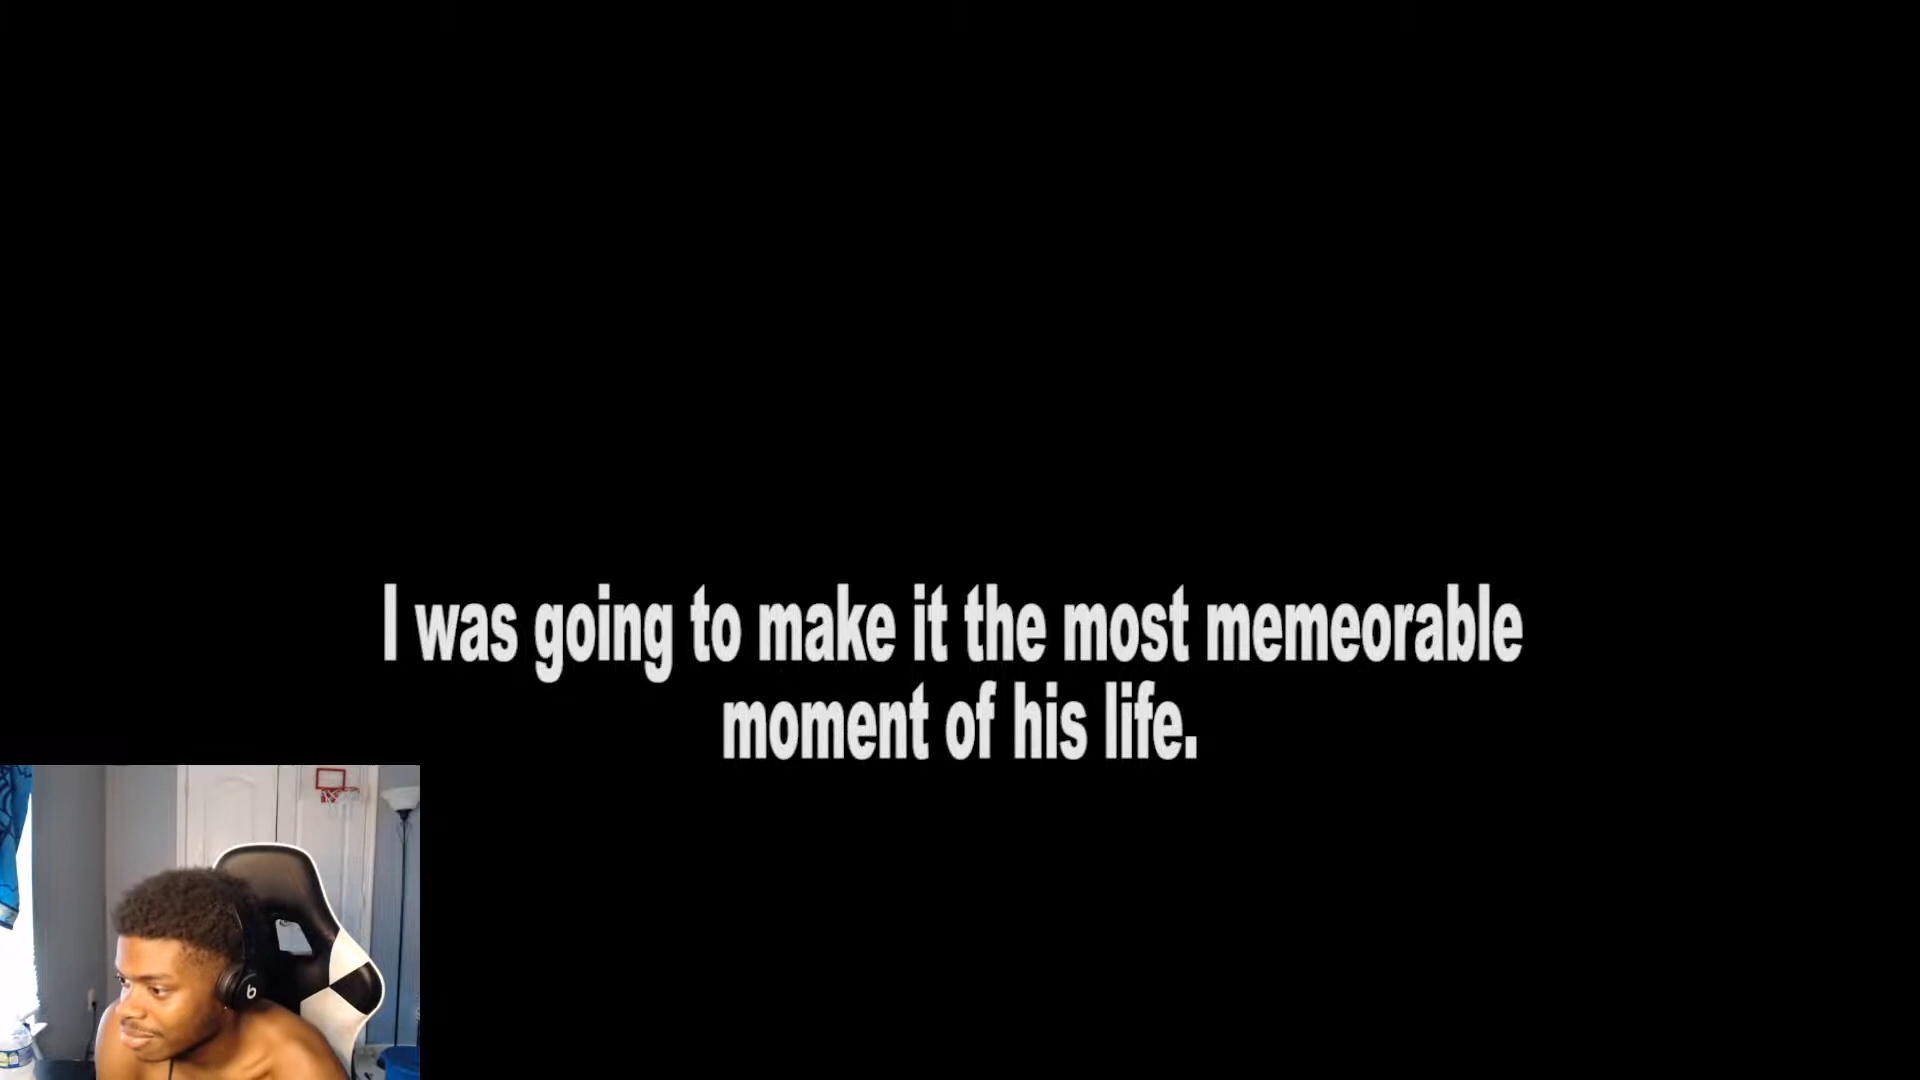 I was going to make it the most memeorable
moment of his life.